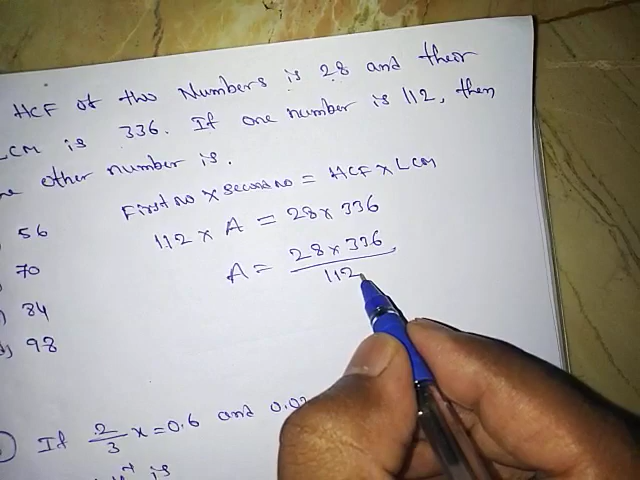 HCF of two Numbers is 28 and their
LCM is 336. If one number is 112, then
other number is.
First no x second no = HCF x LCM
112 x A = 28 x 336
A = 28 x 336 / 112
56
70
84
98
If 2/3 x = 0.6 and 0.02
is